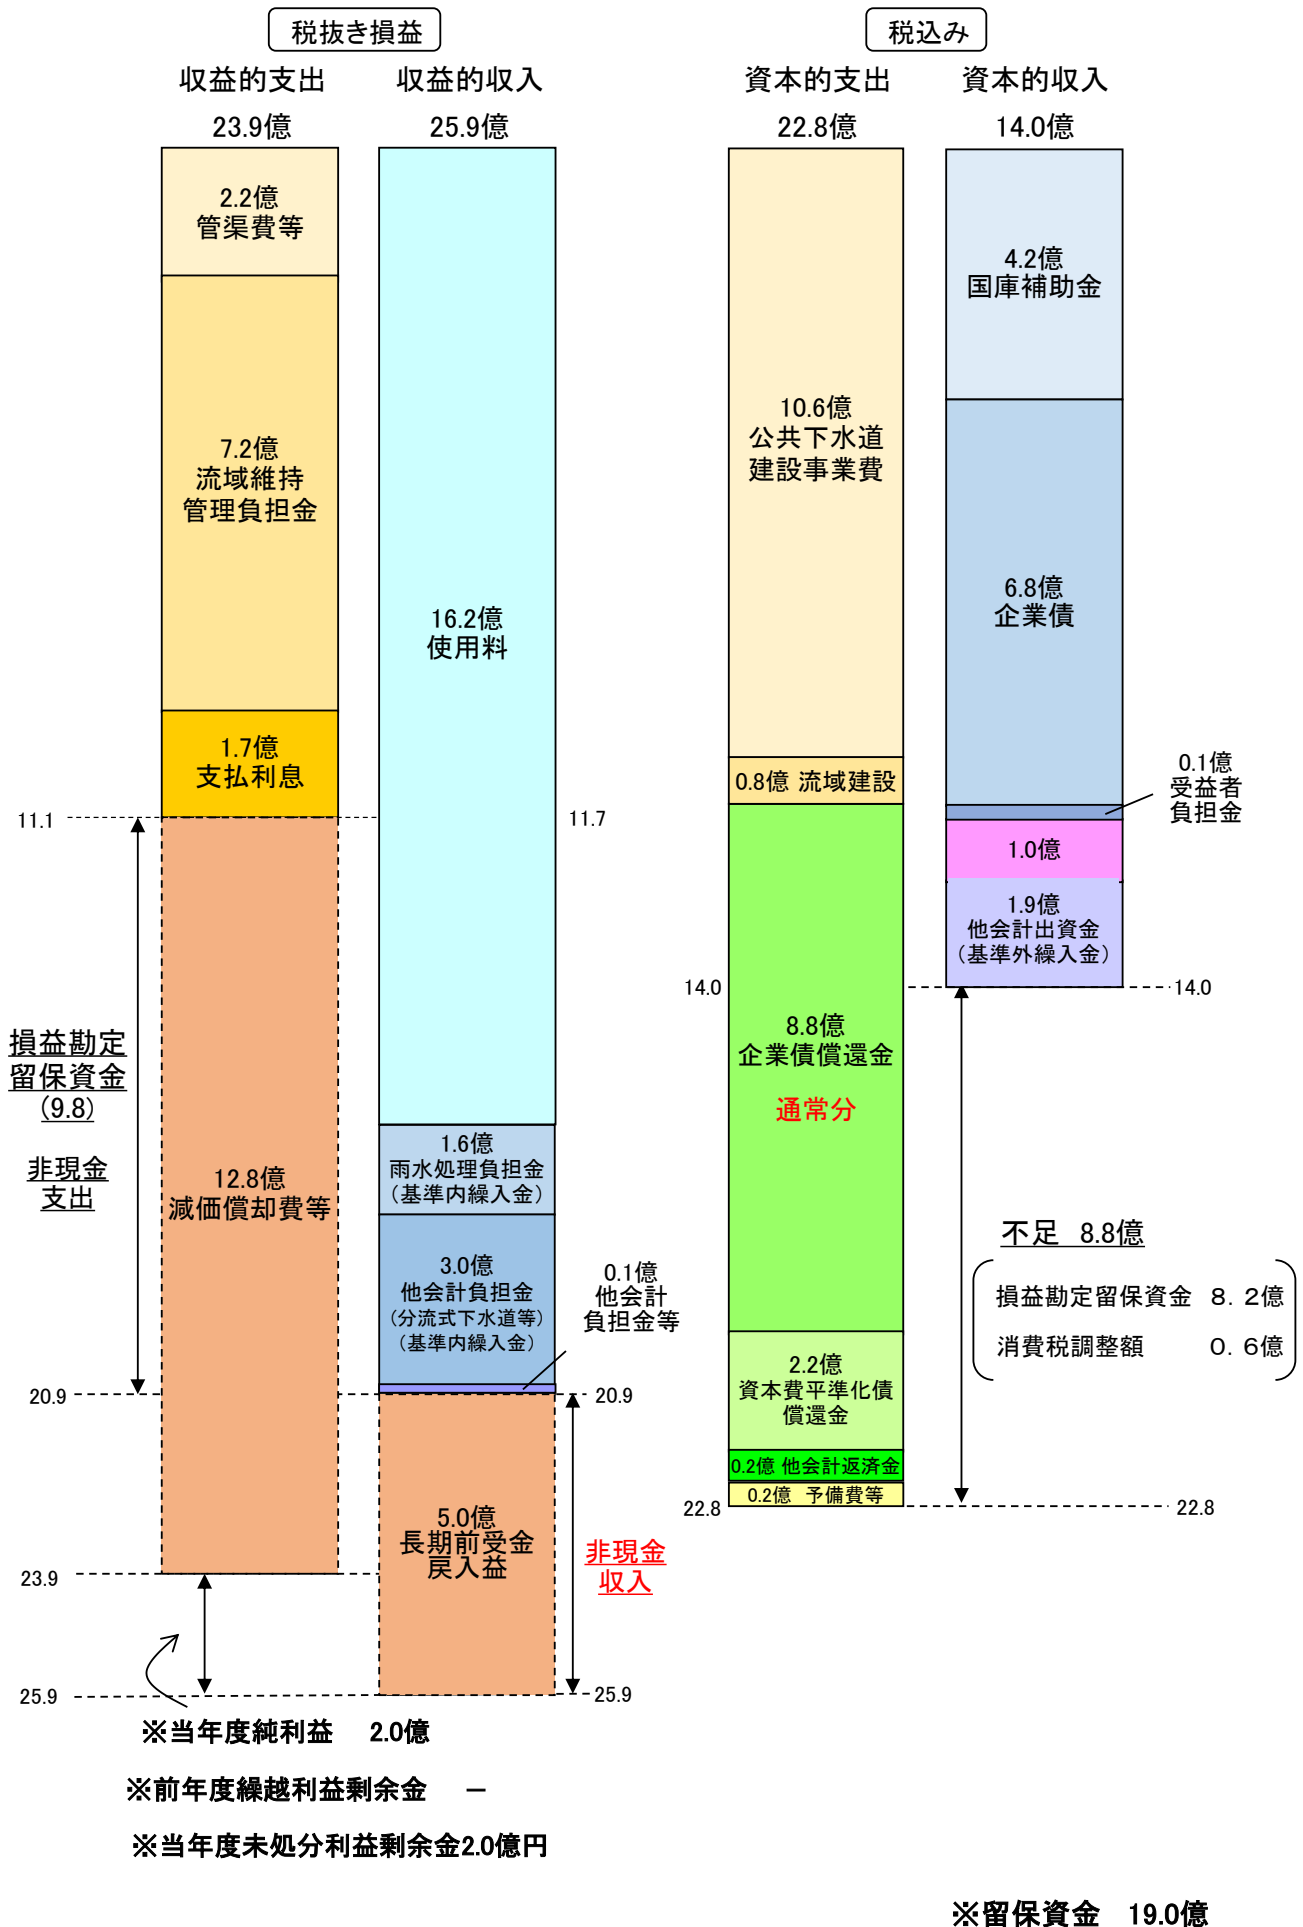 税抜き損益
税込み
収益的支出
収益的収入
資本的支出
資本的収入
23.9億
25.9億
22.8億
14.0億
2.2億
管渠費等
7.2億
流域維持
管理負担金
1.7億
支払利息
11.1
11.7
損益勘定
留保資金
(9.8)
非現金
支出
12.8億
減価償却費等
20.9
23.9
25.9
16.2億
使用料
1.6億
雨水処理負担金
（基準内繰入金）
3.0億
他会計負担金
(分流式下水道等)
（基準内繰入金）
0.1億
他会計
負担金等
20.9
5.0億
長期前受金
戻入益
非現金
収入
25.9
※当年度純利益　2.0億
※前年度繰越利益剰余金　－
※当年度未処分利益剰余金2.0億円
10.6億
公共下水道
建設事業費
0.8億 流域建設
8.8億
企業債償還金
通常分
14.0
2.2億
資本費平準化債
償還金
0.2億 他会計返済金
0.2億　予備費等
22.8
4.2億
国庫補助金
6.8億
企業債
0.1億
受益者
負担金
1.0億
1.9億
他会計出資金
（基準外繰入金）
14.0
不足　8.8億
損益勘定留保資金　８．２億
消費税調整額　０．６億
22.8
※留保資金　19.0億